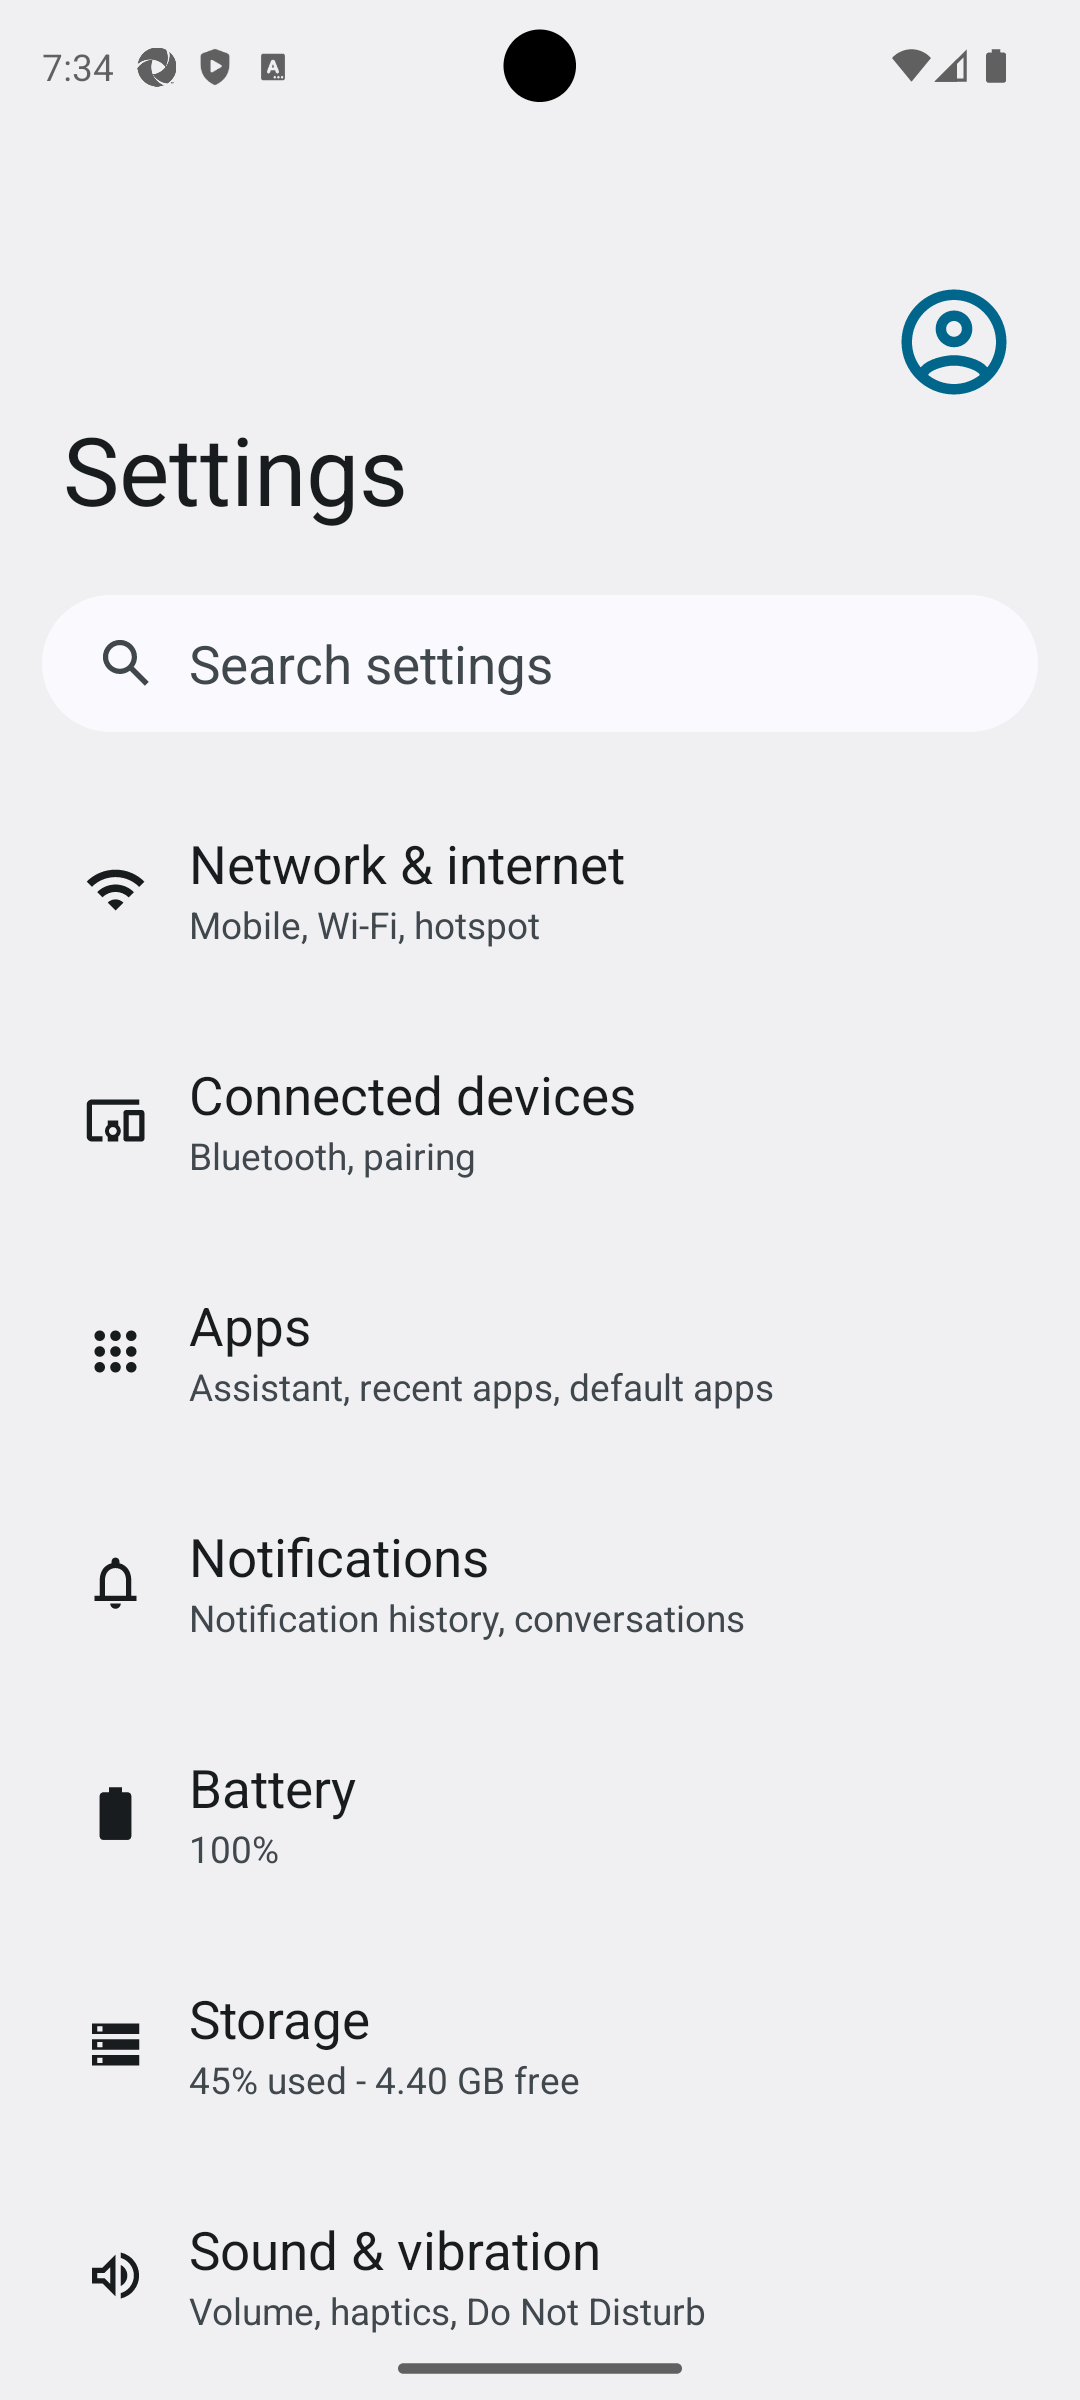 7:34
Settings
Search settings
Network & internet
Mobile, Wi-Fi, hotspot
Connected devices
Bluetooth, pairing
Apps
Assistant, recent apps, default apps
Notifications
Notification history, conversations
Battery
100%
Storage
45% used - 4.40 GB free
Sound & vibration
Volume, haptics, Do Not Disturb